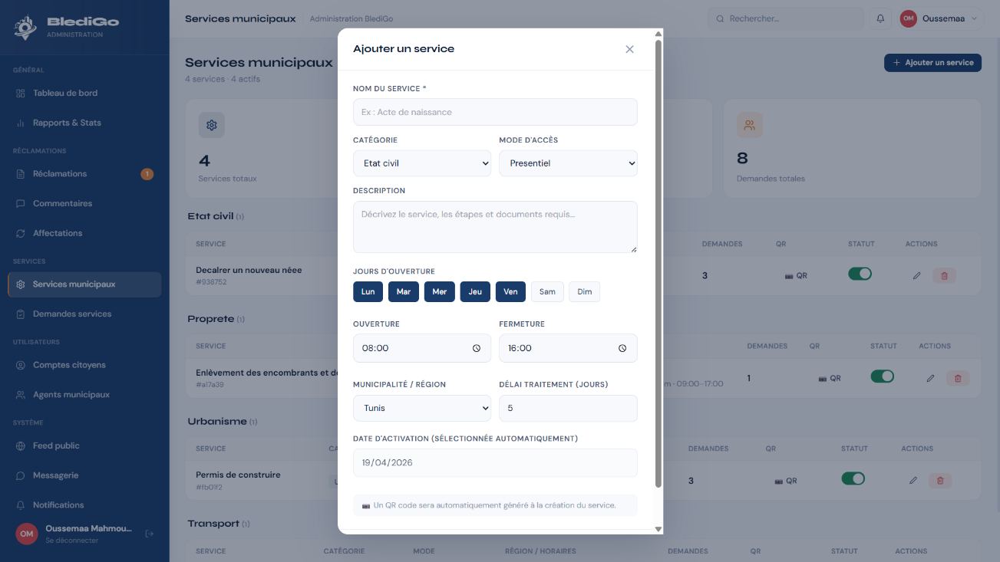 BlediGo
ADMINISTRATION
GÉNÉRAL
Tableau de bord
Rapports & Stats
RÉCLAMATIONS
Réclamations 1
Commentaires
Affectations
SERVICES
Services municipaux
Demandes services
UTILISATEURS
Comptes citoyens
Agents municipaux
SYSTÈME
Feed public
Messagerie
Notifications
OM Oussemaa Mahmou...
Se déconnecter
Services municipaux Administration BlediGo Rechercher... OM Oussemaa
Services municipaux
4 services · 4 actifs
+ Ajouter un service
4
Services totaux
8
Demandes totales
Etat civil (1)
SERVICE DEMANDES QR STATUT ACTIONS
Decalrer un nouveau néee 3 QR
#938752
Proprete (1)
SERVICE DEMANDES QR STATUT ACTIONS
Enlèvement des encombrants et 1 QR
#a17a39 09:00–17:00
Urbanisme (1)
SERVICE DEMANDES QR STATUT ACTIONS
Permis de construire 3 QR
#fb01f2
Transport (1)
SERVICE CATÉGORIE MODE RÉGION / HORAIRES DEMANDES QR STATUT ACTIONS
Ajouter un service
NOM DU SERVICE *
Ex : Acte de naissance
CATÉGORIE MODE D'ACCÈS
Etat civil Presentiel
DESCRIPTION
Décrivez le service, les étapes et documents requis...
JOURS D'OUVERTURE
Lun Mar Mer Jeu Ven Sam Dim
OUVERTURE FERMETURE
08:00 16:00
MUNICIPALITÉ / RÉGION DÉLAI TRAITEMENT (JOURS)
Tunis 5
DATE D'ACTIVATION (SÉLECTIONNÉE AUTOMATIQUEMENT)
19/04/2026
Un QR code sera automatiquement généré à la création du service.